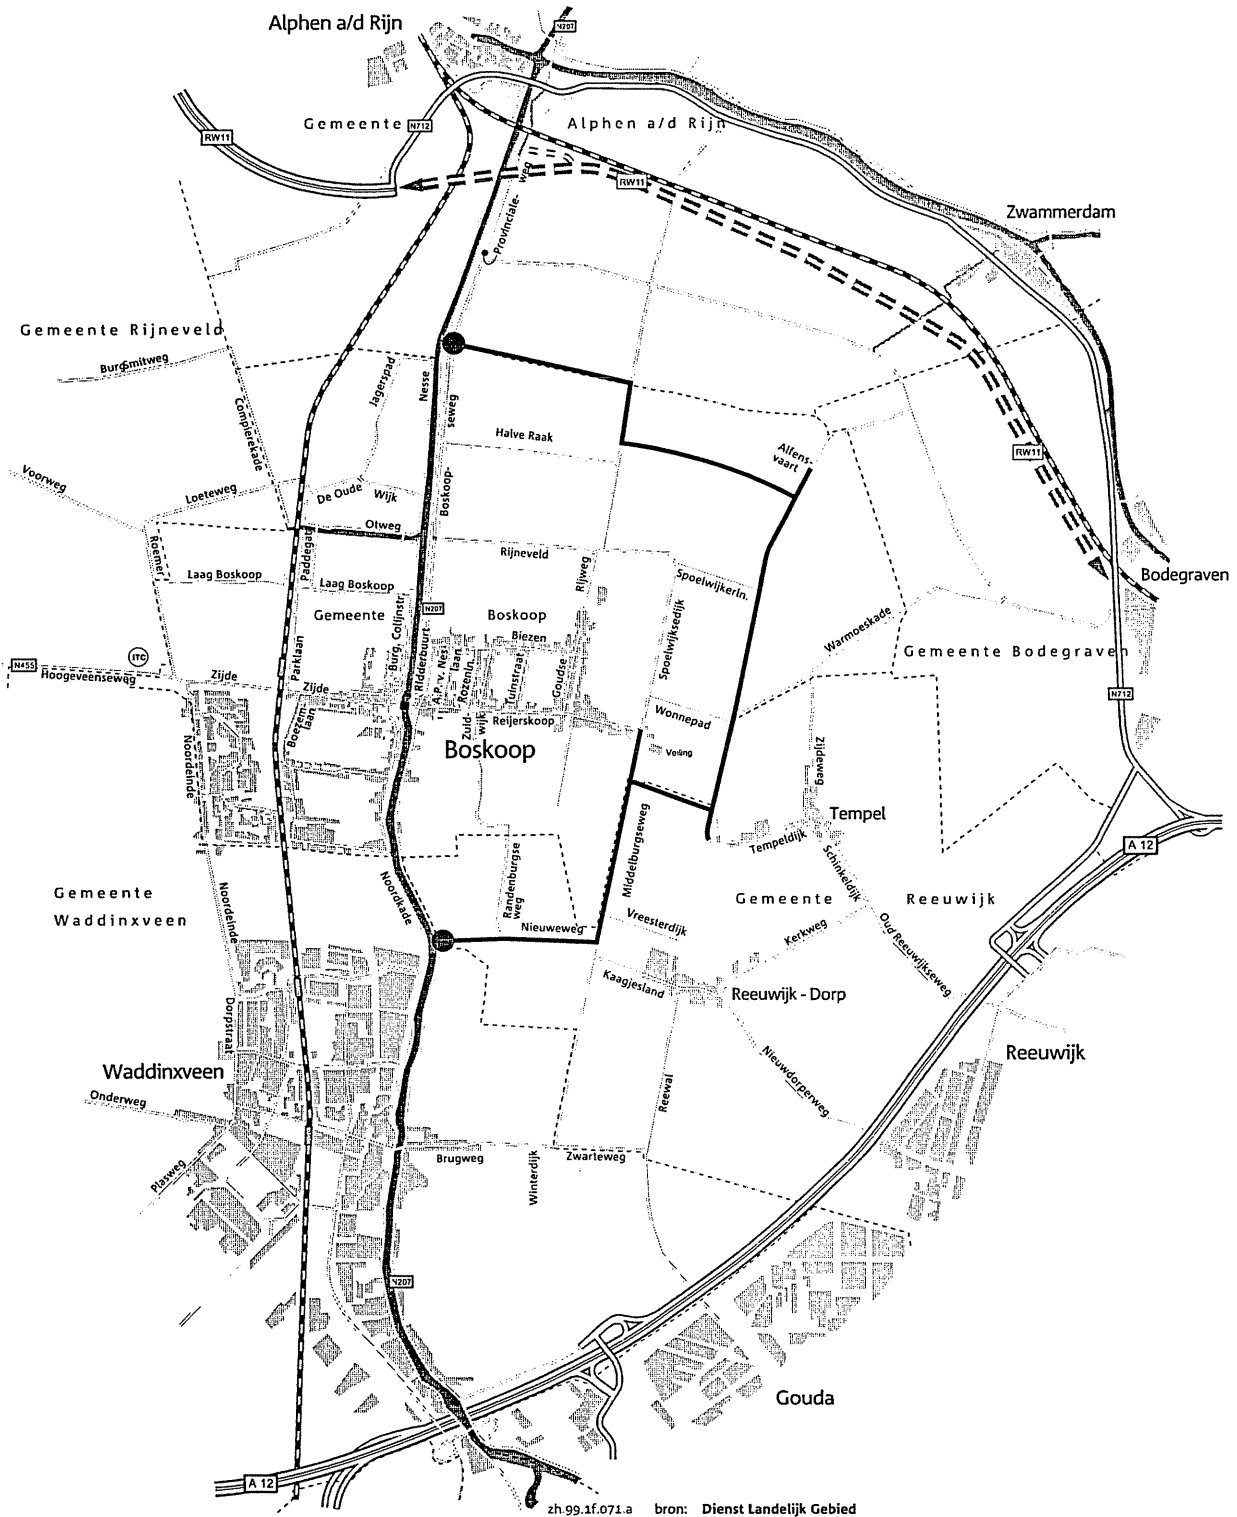 Alphen a/d Rijn
N207
Gemeente
N712
Alphen a/d Rijn
RW11
RW11
Zwammerdam
Provinciale-
weg
Gemeente Rijneveld
Burg Smitweg
Jagerspad
Nesse
seweg
Compierekade
Halve Raak
Alfens-
vaart
RW11
Voorweg
Loeteweg
De Oude Wijk
Boskoop-
Otweg
Roemer
Paddegat
Rijneveld
Rijweg
Laag Boskoop
Laag Boskoop
Spoelwijkerln.
Bodegraven
Gemeente
Boskoop
N207
Burg. Collijnstr.
Ridderbuurt
Biezen
Spoelwijksedijk
Warmoeskade
Gemeente Bodegraven
ITC
N455
Hoogeveenseweg
Zijde
Parklaan
Zijde
A.P. v. Nes
laan
Rozenln.
Tuinstraat
Goudse
N712
Boezem-
laan
Zuid-
wijk
Reijerskoop
Wonnepad
Noordeinde
Boskoop
Veiling
Zijdeweg
Tempel
Middelburgseweg
Tempeldijk
A 12
Schinkeldijk
Gemeente
Waddinxveen
Noordeinde
Noordkade
Randenburgse
weg
Nieuweweg
Vreesterdijk
Gemeente
Reeuwijk
Kerkweg
Oud Reeuwijkseweg
Kaagjesland
Reeuwijk - Dorp
Dorpstraat
Waddinxveen
Nieuwdorperweg
Reeuwijk
Onderweg
Reewal
Plasweg
Brugweg
Winterdijk
Zwarteweg
N207
Gouda
A 12
zh.99.1f.071.a bron: Dienst Landelijk Gebied